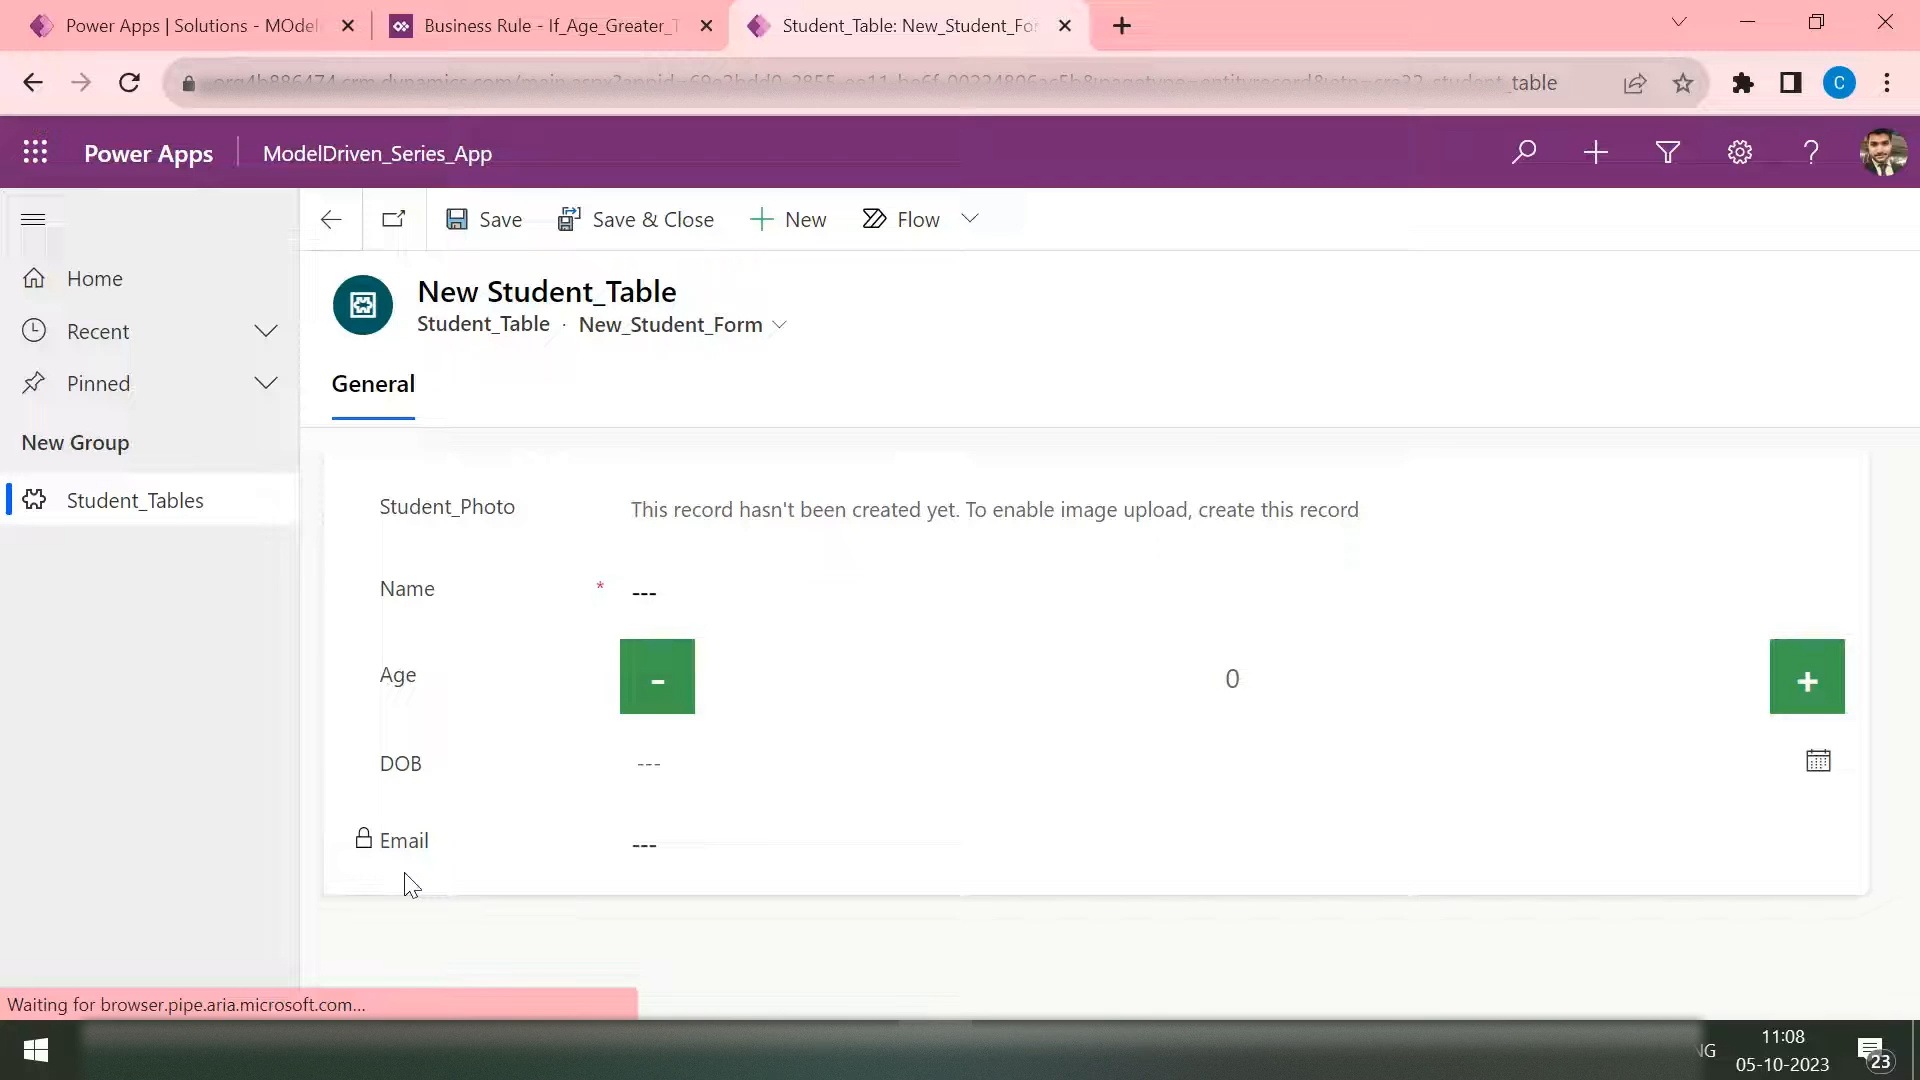 Power Apps | Solutions - MOdel
Business Rule - If_Age_Greater_T
Student_Table: New_Student_For
Power Apps
ModelDriven_Series_App
Save
Save & Close
New
Flow
Home
Recent
Pinned
New Group
Student_Tables
New Student_Table
Student_Table · New_Student_Form
General
Student_Photo
This record hasn't been created yet. To enable image upload, create this record
Name * ---
Age - 0 +
DOB ---
Email ---
Waiting for browser.pipe.aria.microsoft.com...
11:08
05-10-2023
23
C